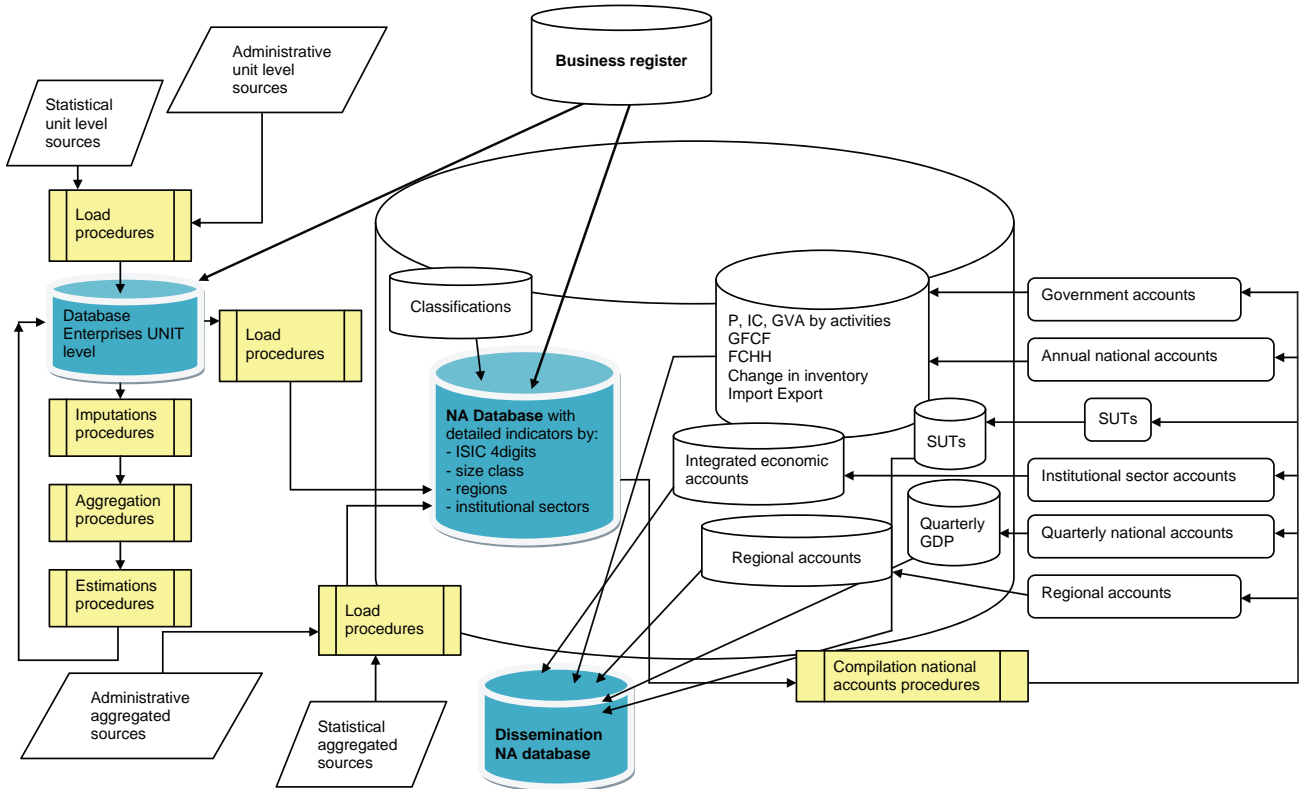 Business register
Administrative
unit level
sources
Statistical
unit level
sources
Load
procedures
Database
Enterprises UNIT
level
Load
procedures
Imputations
procedures
Aggregation
procedures
Estimations
procedures
Administrative
aggregated
sources
Statistical
aggregated
sources
Load
procedures
Classifications
NA Database with
detailed indicators by:
- ISIC 4digits
- size class
- regions
- institutional sectors
P, IC, GVA by activities
GFCF
FCHH
Change in inventory
Import Export
SUTs
Integrated economic
accounts
Quarterly
GDP
Regional accounts
Government accounts
Annual national accounts
SUTs
Institutional sector accounts
Quarterly national accounts
Regional accounts
Compilation national
accounts procedures
Dissemination
NA database